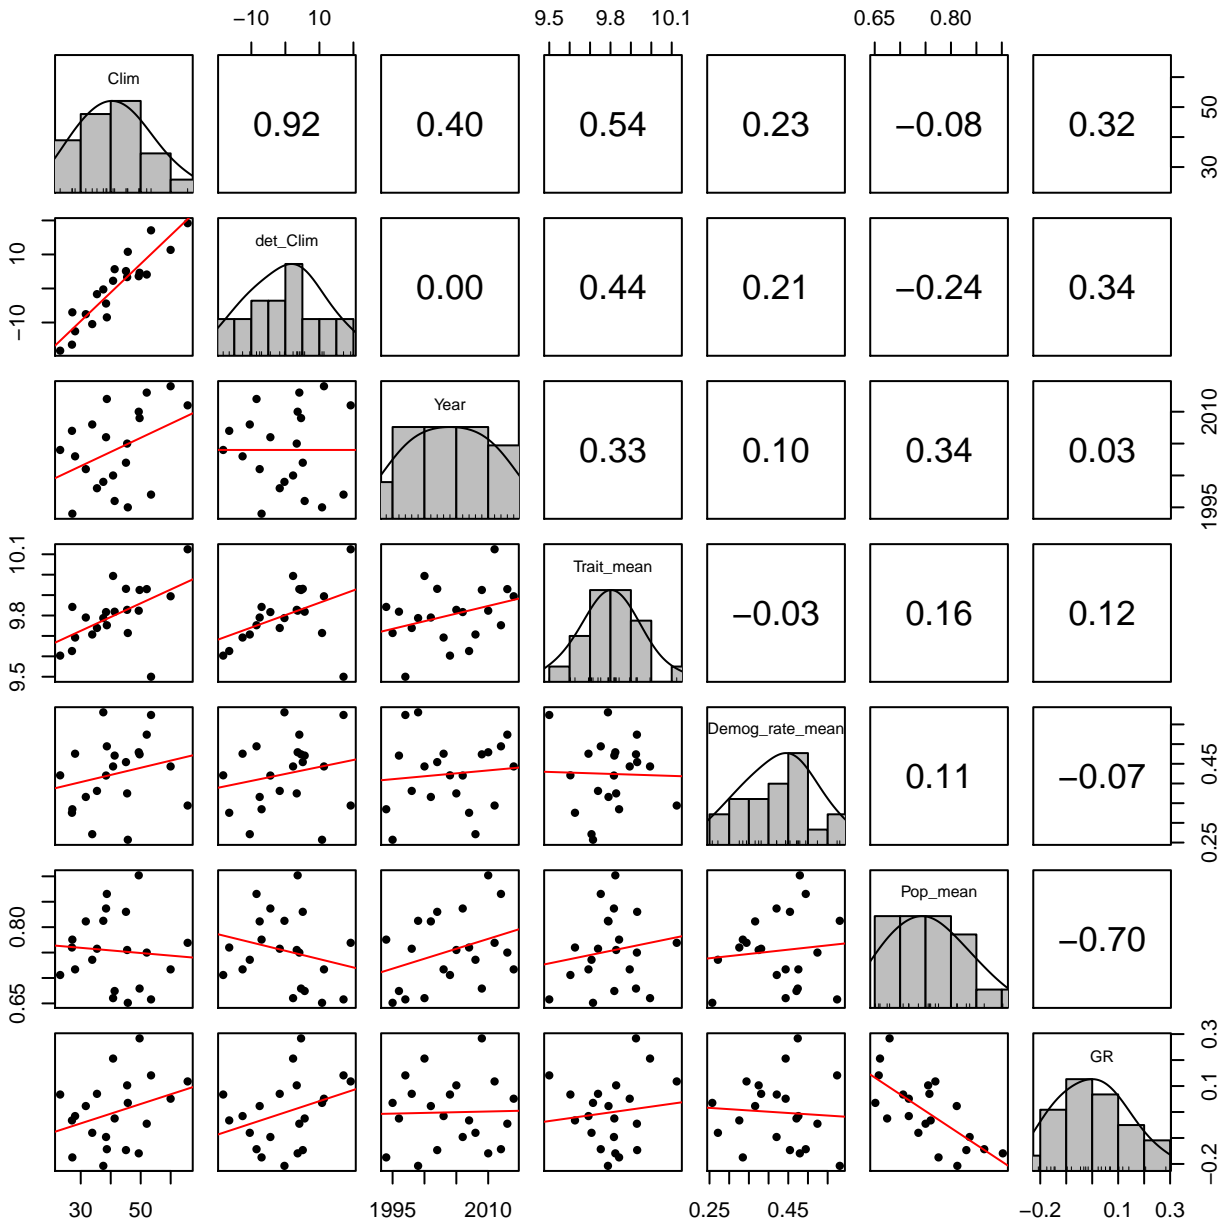 −10 10 9.5 9.8 10.1 0.65 0.80
Clim
0.92 0.40 0.54 0.23 −0.08 0.32
30 50
−10 10
det_Clim
0.00 0.44 0.21 −0.24 0.34
Year
0.33 0.10 0.34 0.03
1995 2010
9.5 9.8 10.1
Trait_mean
−0.03 0.16 0.12
Demog_rate_mean
0.11 −0.07
0.25 0.45
0.65 0.80
Pop_mean
−0.70
GR
−0.2 0.1 0.3
30 50 1995 2010 0.25 0.45 −0.2 0.1 0.3